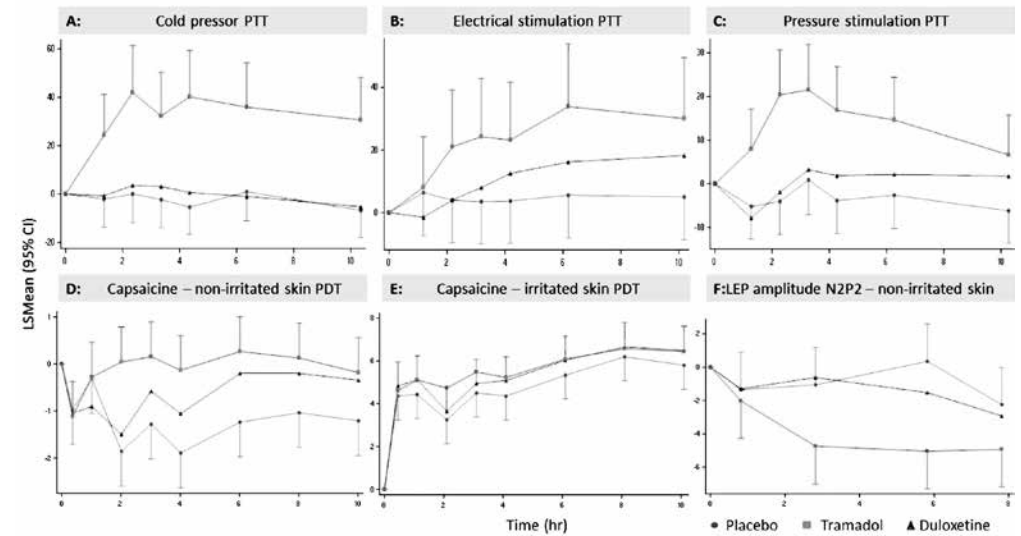 A: Cold pressor PTT
B: Electrical stimulation PTT
C: Pressure stimulation PTT
60
40
20
0
-20
0 2 4 6 8 10
40
20
0
0 2 4 6 8 10
30
20
10
0
-10
0 2 4 6 8 10
LSMean (95% CI)
D: Capsaicine – non-irritated skin PDT
E: Capsaicine – irritated skin PDT
F:LEP amplitude N2P2 – non-irritated skin
0
-1
-2
0 2 4 6 8 10
8
6
4
2
0
0 2 4 6 8 10
2
0
-2
-4
-6
0 2 4 6 8
Time (hr)
Placebo Tramadol Duloxetine